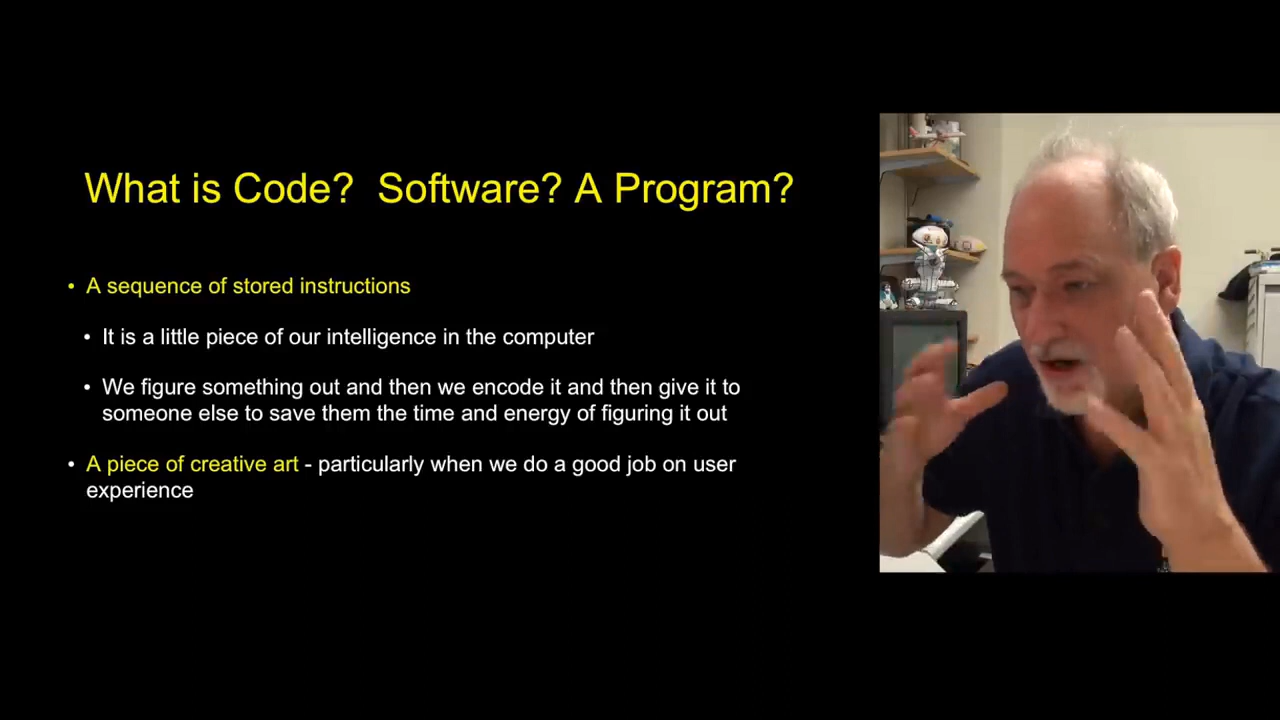 What is Code?  Software? A Program?
• A sequence of stored instructions
• It is a little piece of our intelligence in the computer
• We figure something out and then we encode it and then give it to
someone else to save them the time and energy of figuring it out
• A piece of creative art - particularly when we do a good job on user
experience